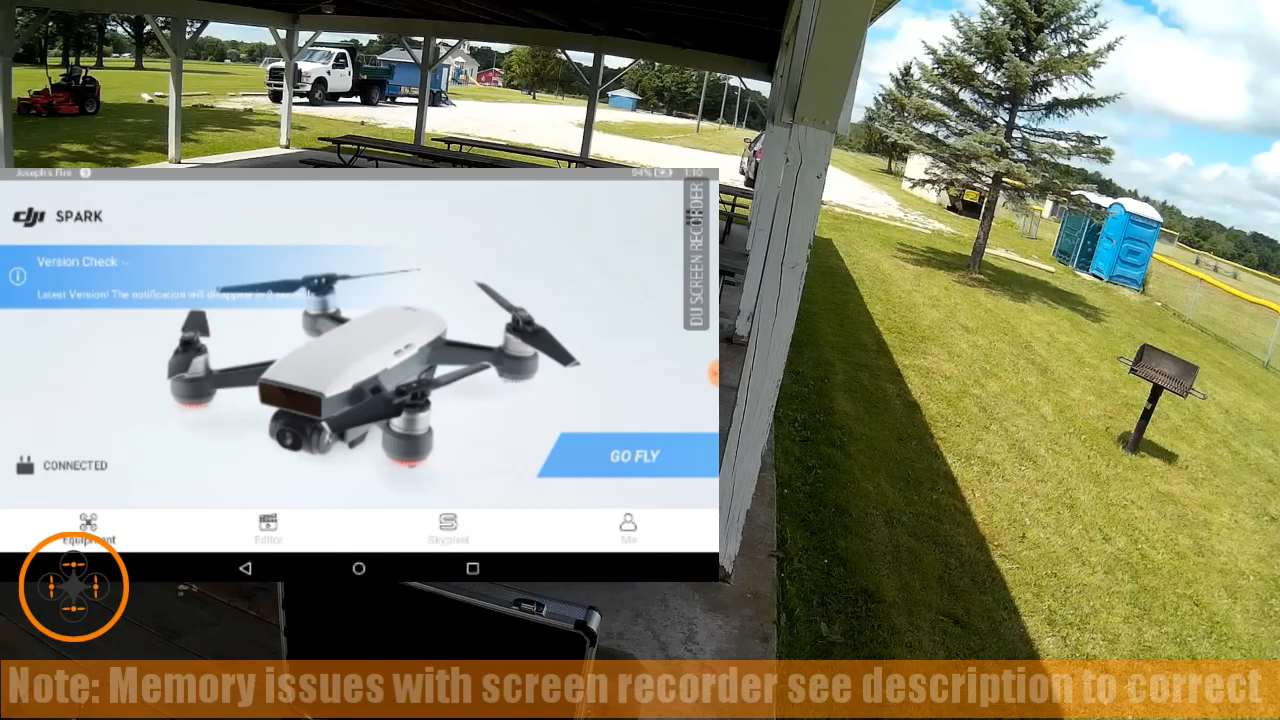 Joseph's Fire
94% 1:10
dji SPARK
DU SCREEN RECORDER
Version Check
Latest Version! The notification will disappear in 2
CONNECTED
GO FLY
Equipment
Editor
Skypixel
Me
Note: Memory issues with screen recorder see description to correct